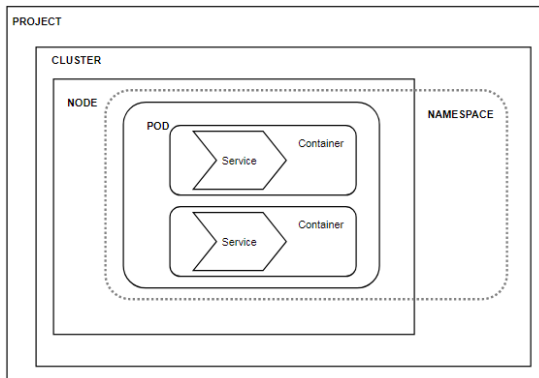 PROJECT
CLUSTER
NODE
NAMESPACE
POD
Container
Service
Container
Service